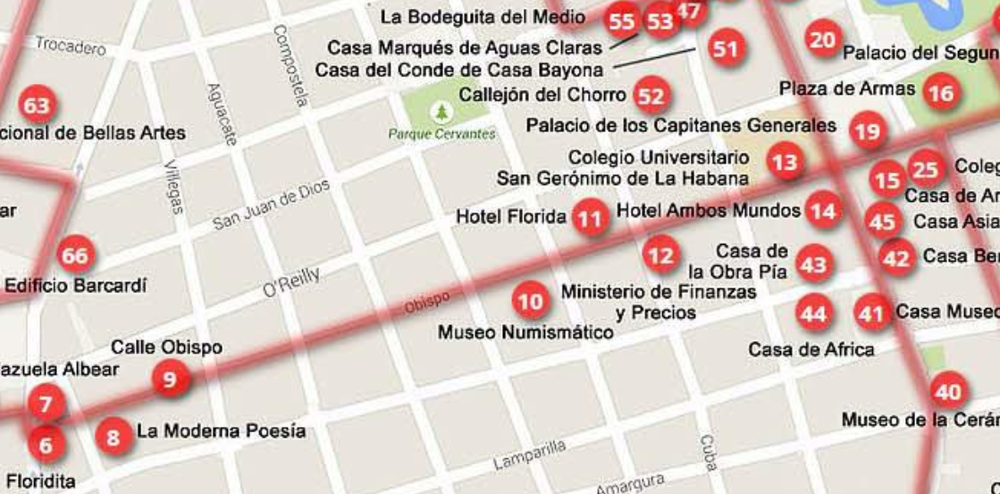 La Bodeguita del Medio
55
53
47
Casa Marqués de Aguas Claras
Casa del Conde de Casa Bayona
51
20
Palacio del Segun
Trocadero
Compostela
Aguacate
Villegas
63
cional de Bellas Artes
Callejón del Chorro
52
Plaza de Armas
16
Parque Cervantes
Palacio de los Capitanes Generales
19
Colegio Universitario
San Gerónimo de La Habana
13
15
25
Coleg
Casa de Ar
San Juan de Dios
ar
Hotel Florida
11
Hotel Ambos Mundos
14
45
Casa Asia
66
Edificio Barcardí
12
Casa de
la Obra Pía
43
42
Casa Ber
O'Reilly
Obispo
10
Ministerio de Finanzas
y Precios
Museo Numismático
44
41
Casa Museo
Casa de Africa
Calle Obispo
9
azuela Albear
7
6
8
La Moderna Poesía
Floridita
40
Museo de la Cerám
Lamparilla
Cuba
Amargura